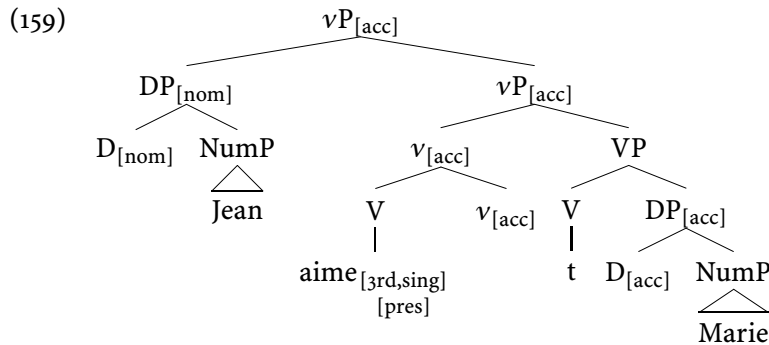 (159) vP[acc]
DP[nom] vP[acc]
D[nom] NumP v[acc] VP
Jean V v[acc] V DP[acc]
aime[3rd,sing] t D[acc] NumP
[pres]
Marie